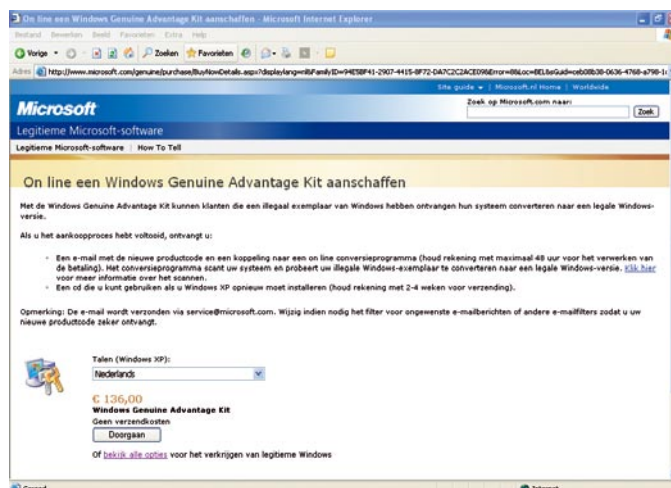 On line een Windows Genuine Advantage Kit aanschaffen - Microsoft Internet Explorer
Bestand Bewerken Beeld Favorieten Extra Help
Vorige Zoeken Favorieten
Adres
Site guide | Microsoft.nl Home | Worldwide
Microsoft
Zoek op Microsoft.com naar:
Zoek
Legitieme Microsoft-software
Legitieme Microsoft-software | How To Tell
On line een Windows Genuine Advantage Kit aanschaffen
Met de Windows Genuine Advantage Kit kunnen klanten die een illegaal exemplaar van Windows hebben ontvangen hun systeem converteren naar een legale Windows-
versie.
Als u het aankoopproces hebt voltooid, ontvangt u:
Een e-mail met de nieuwe productcode en een koppeling naar een on line conversieprogramma (houd rekening met maximaal 48 uur voor het verwerken van
de betaling). Het conversieprogramma scant uw systeem en probeert uw illegale Windows-exemplaar te converteren naar een legale Windows-versie. Klik hier
voor meer informatie over het scannen.
Een cd die u kunt gebruiken als u Windows XP opnieuw moet installeren (houd rekening met 2-4 weken voor verzending).
Opmerking: De e-mail wordt verzonden via service@microsoft.com. Wijzig indien nodig het filter voor ongewenste e-mailberichten of andere e-mailfilters zodat u uw
nieuwe productcode zeker ontvangt.
Talen (Windows XP):
Nederlands
€ 136,00
Windows Genuine Advantage Kit
Geen verzendkosten
Doorgaan
Of bekijk alle opties voor het verkrijgen van legitieme Windows
Gereed Internet